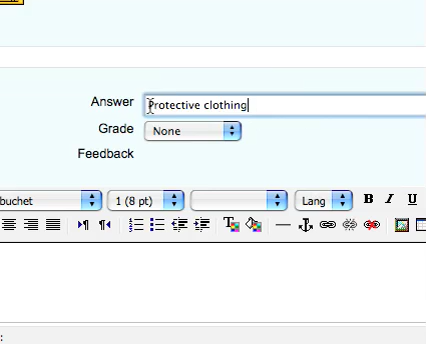 Answer Protective clothing
Grade None
Feedback
buchet 1 (8 pt) Lang B I U
: